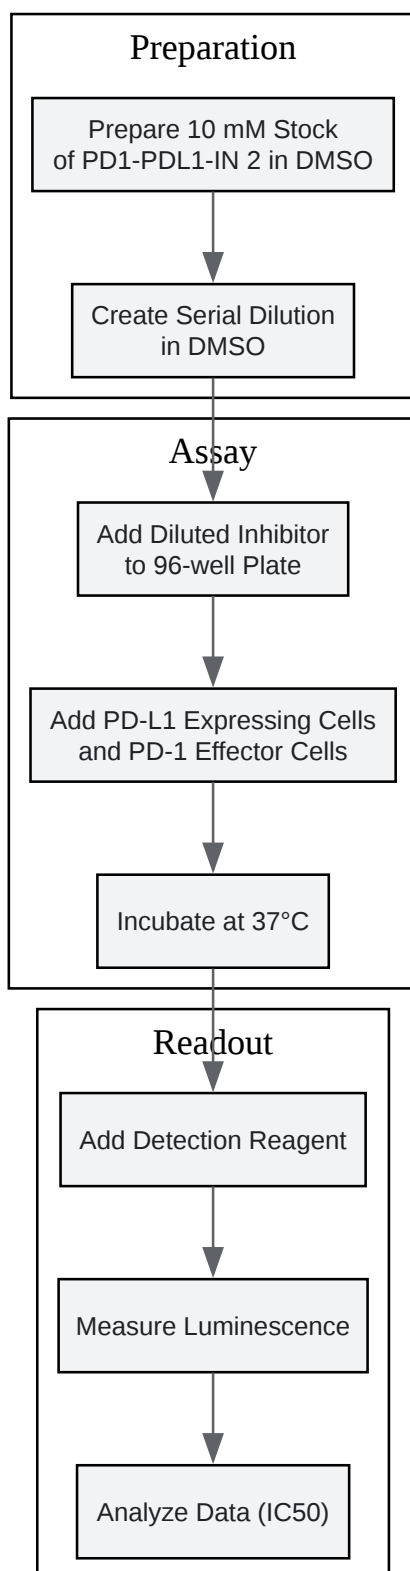 Preparation
Prepare 10 mM Stock
of PD1-PDL1-IN 2 in DMSO
Create Serial Dilution
in DMSO
Assay
Add Diluted Inhibitor
to 96-well Plate
Add PD-L1 Expressing Cells
and PD-1 Effector Cells
Incubate at 37°C
Readout
Add Detection Reagent
Measure Luminescence
Analyze Data (IC50)